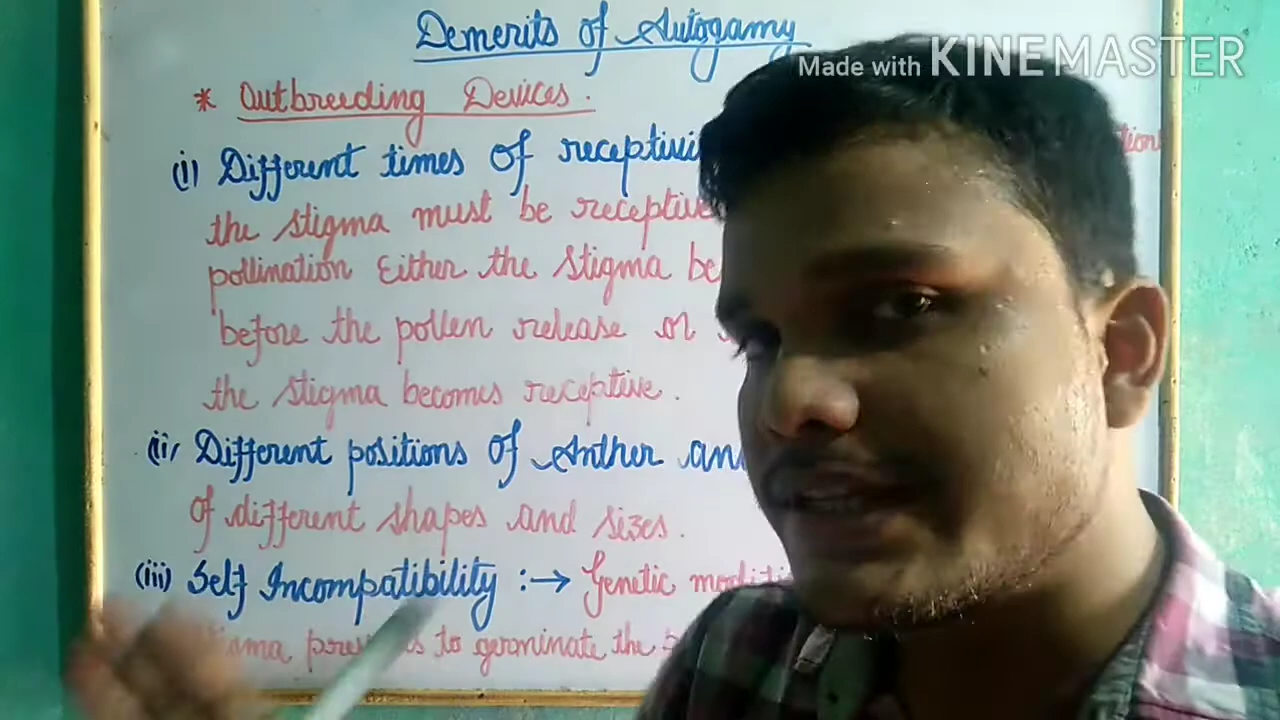 Demerits of Autogamy
Made with KINEMASTER
* Outbreeding Devices.
(i) Different times of
the stigma must be receptive
pollination Either the Stigma
before the pollen release or
the stigma becomes receptive.
(ii) Different positions of Anther
of different shapes and sizes.
(iii) Self Incompatibility :→ Genetic
to germinate the